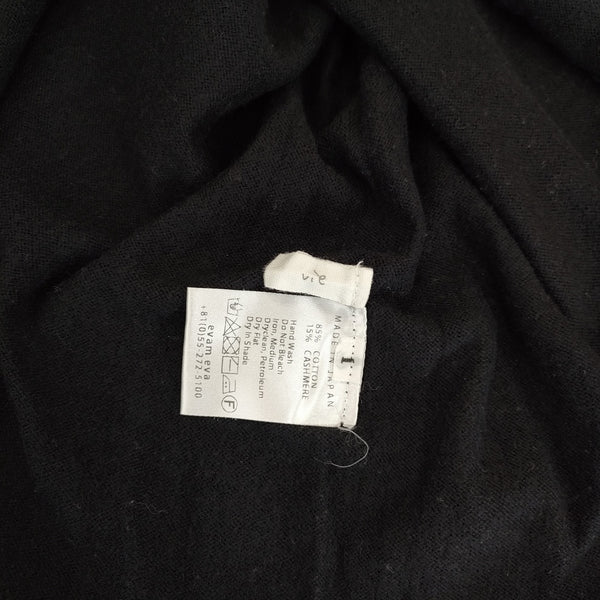 1
MADE IN JAPAN
85% COTTON
15% CASHMERE
Hand Wash
Do Not Bleach
Iron, Medium
Dryclean, Petroleum
Dry Flat
Dry In Shade
F
evam eva
+81(0)55-272 5100